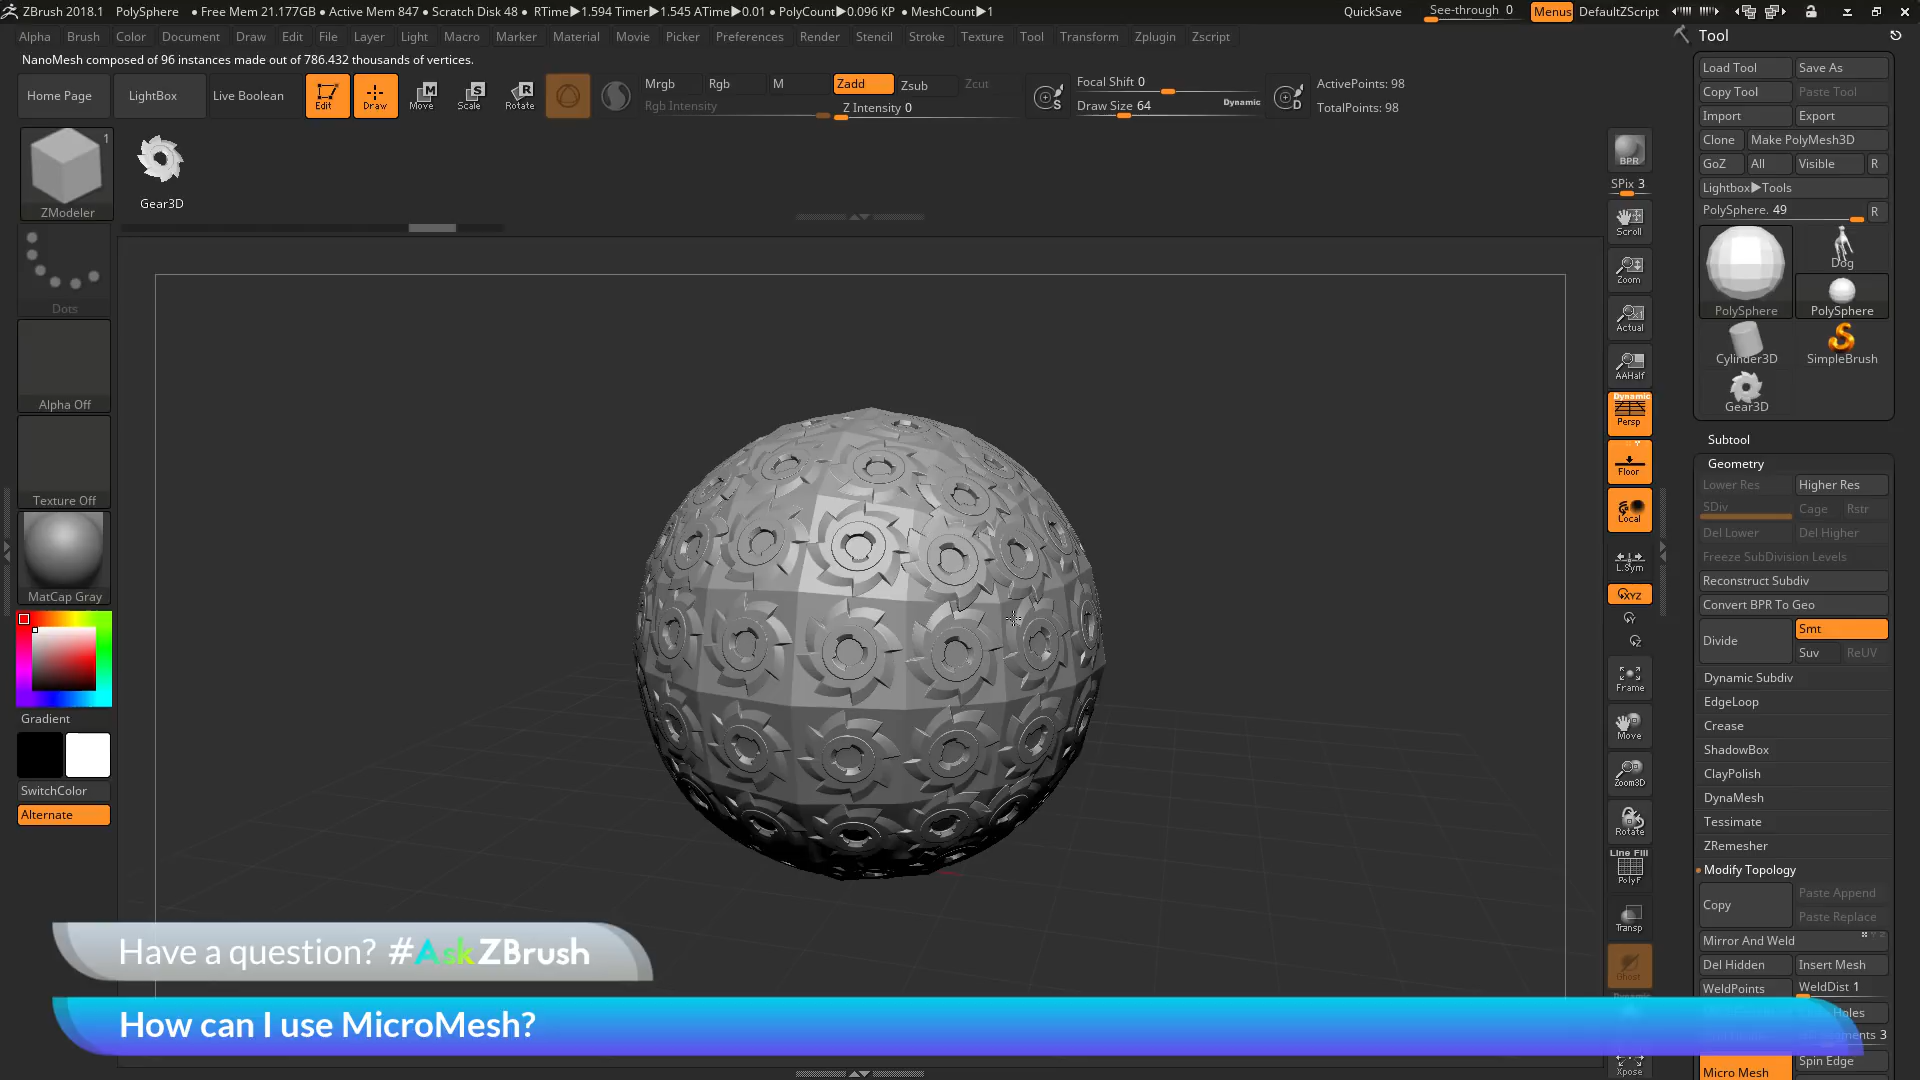 ZBrush 2018.1 PolySphere • Free Mem 21.177GB • Active Mem 847 • Scratch Disk 48 • RTime▶1.594 Timer▶1.545 ATime▶0.01 • PolyCount▶0.096 KP • MeshCount▶1 QuickSave See-through 0 Menus DefaultZScript
Alpha Brush Color Document Draw Edit File Layer Light Macro Marker Material Movie Picker Preferences Render Stencil Stroke Texture Tool Transform Zplugin Zscript
NanoMesh composed of 96 instances made out of 786.432 thousands of vertices.
Home Page LightBox Live Boolean Edit Draw Move Scale Rotate
Mrgb Rgb M Zadd Zsub Zcut
Rgb Intensity Z Intensity 0
Focal Shift 0
Draw Size 64 Dynamic
S D
ActivePoints: 98
TotalPoints: 98
1
ZModeler
Gear3D
Dots
Alpha Off
Texture Off
MatCap Gray
Gradient
SwitchColor
Alternate
BPR
SPix 3
Scroll
Zoom
Actual
AAHalf
Dynamic
Persp
Floor
Local
L.Sym
XYZ
Frame
Move
Zoom3D
Rotate
Line Fill
PolyF
Transp
Ghost
Xpose
Tool
Load Tool Save As
Copy Tool Paste Tool
Import Export
Clone Make PolyMesh3D
GoZ All Visible R
Lightbox▶Tools
PolySphere. 49 R
PolySphere Dog
PolySphere
Cylinder3D SimpleBrush
Gear3D
Subtool
Geometry
Lower Res Higher Res
SDiv Cage Rstr
Del Lower Del Higher
Freeze SubDivision Levels
Reconstruct Subdiv
Convert BPR To Geo
Divide Smt
Suv ReUV
Dynamic Subdiv
EdgeLoop
Crease
ShadowBox
ClayPolish
DynaMesh
Tessimate
ZRemesher
Modify Topology
Copy Paste Append
Paste Replace
Mirror And Weld
Del Hidden Insert Mesh
WeldPoints WeldDist 1
Holes
3
Micro Mesh Spin Edge
Have a question? #AskZBrush
How can I use MicroMesh?